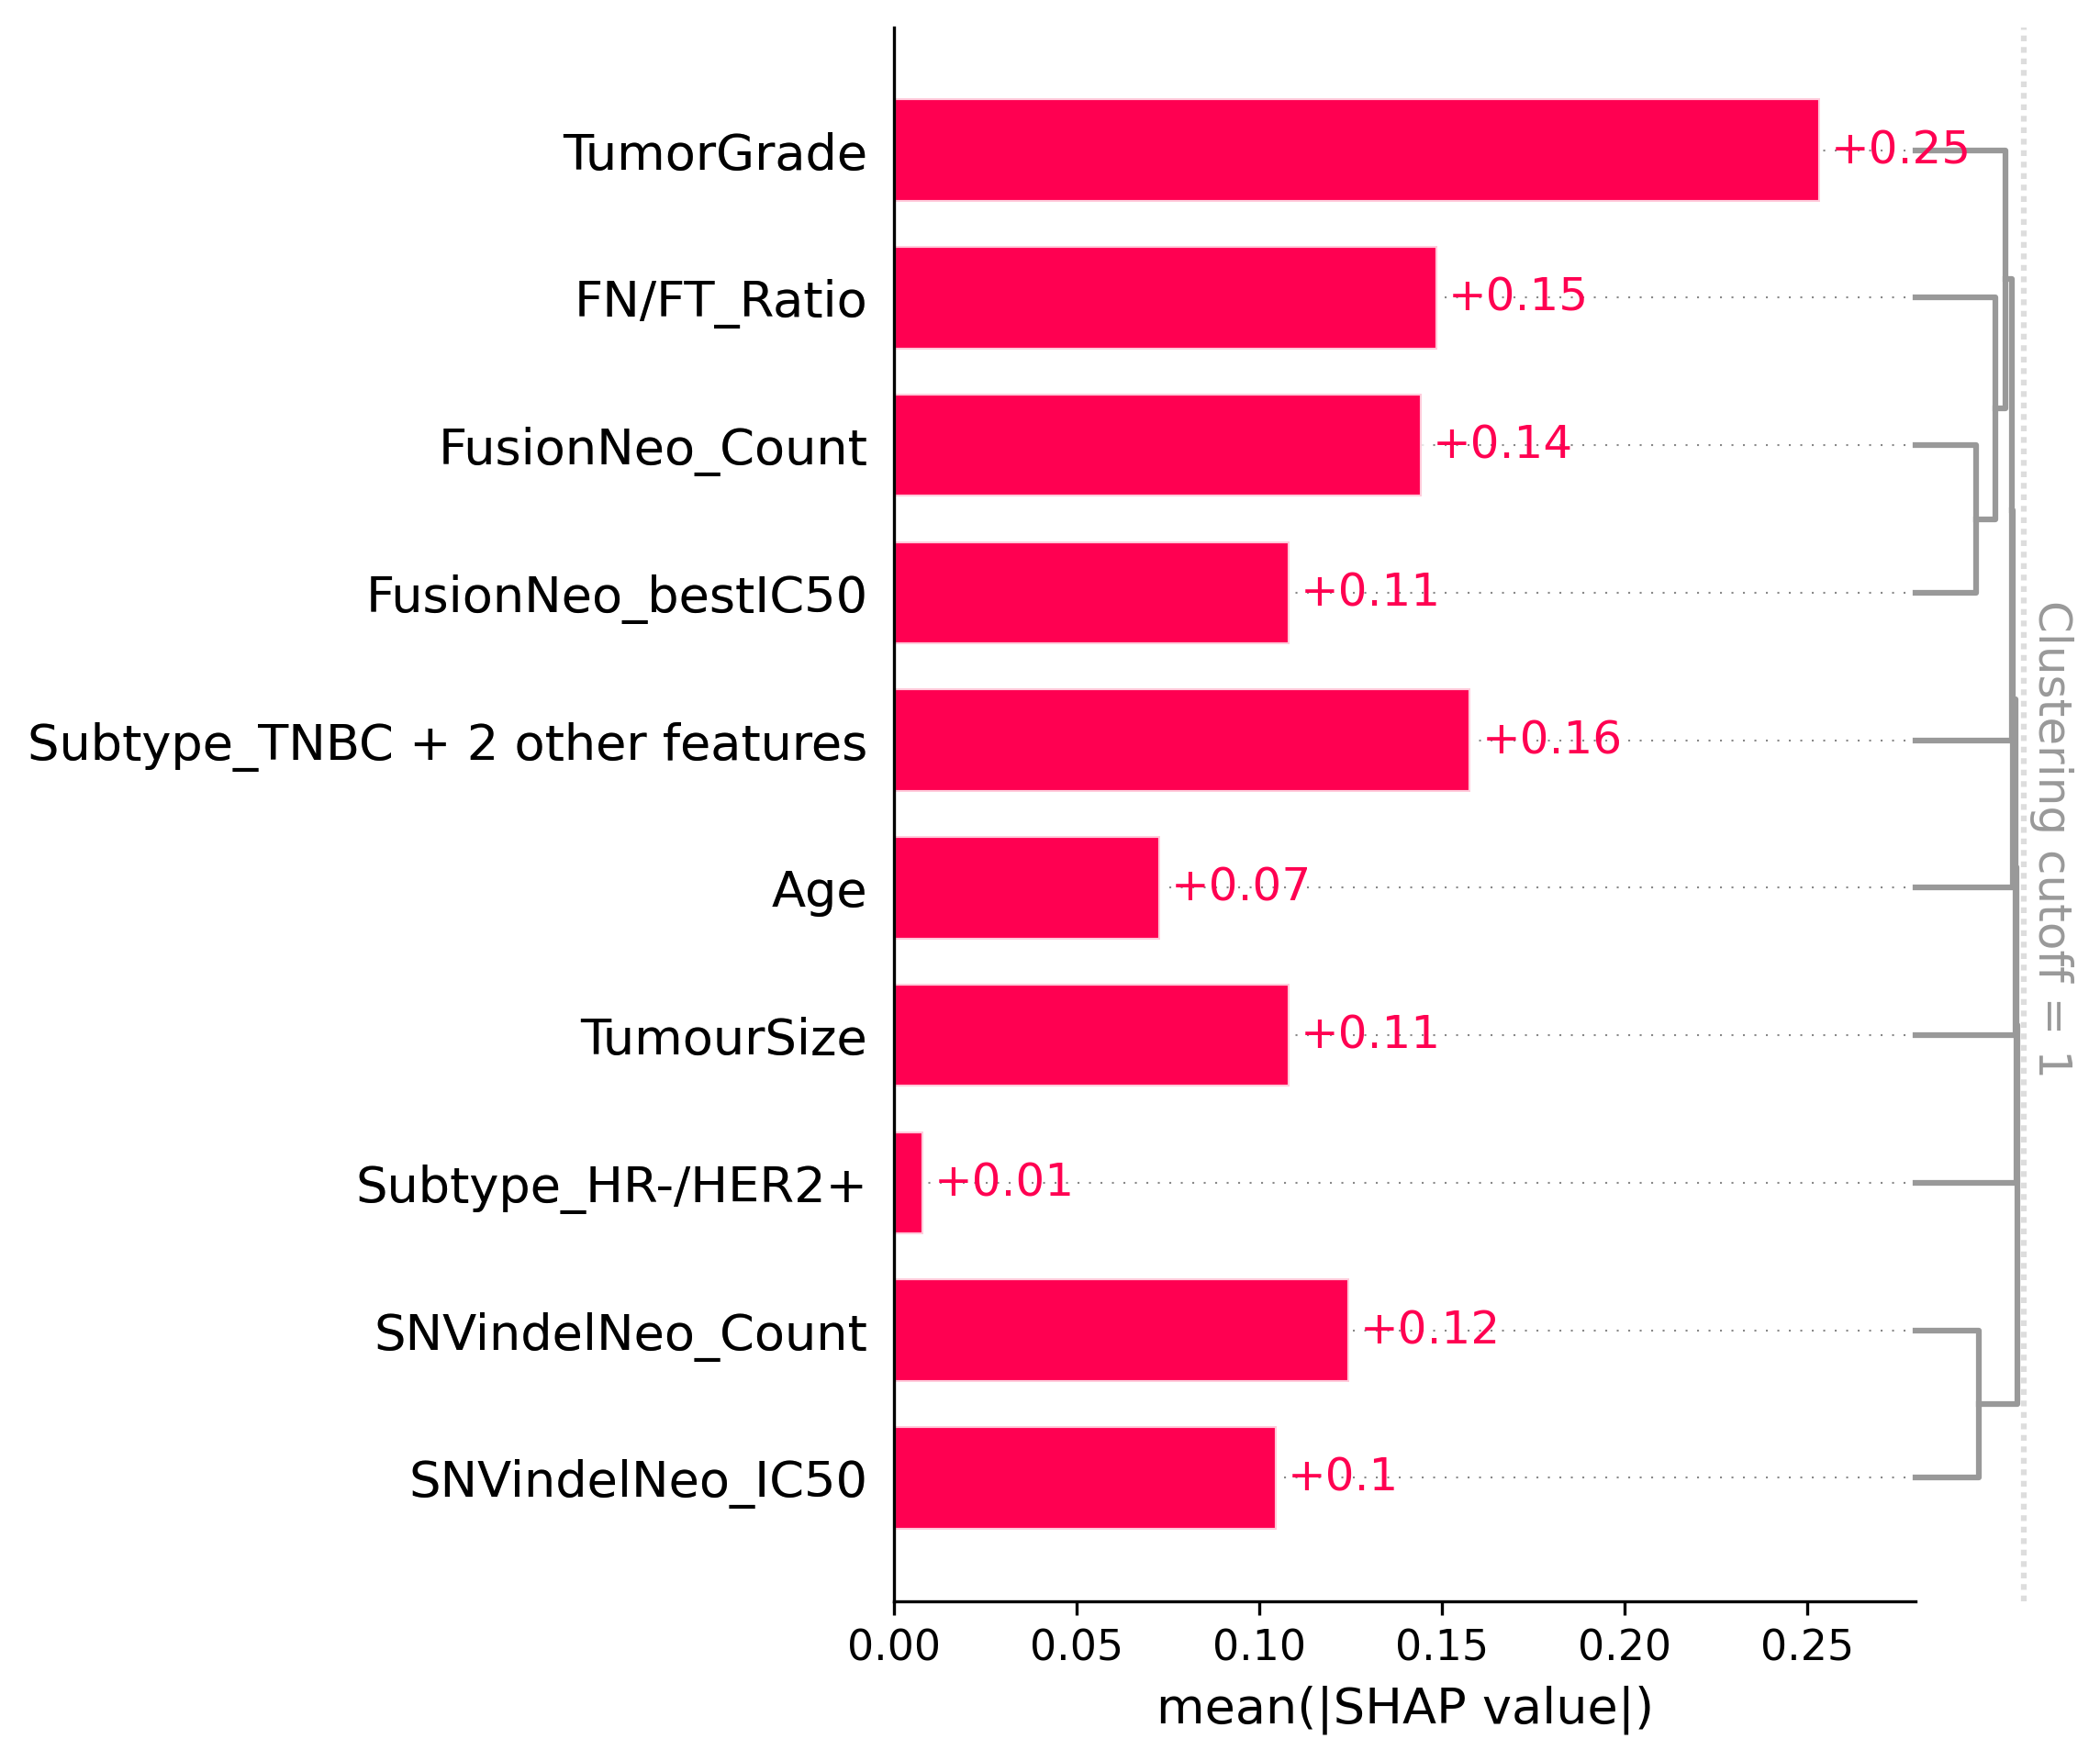 TumorGrade
+0.25
FN/FT_Ratio
+0.15
FusionNeo_Count
+0.14
FusionNeo_bestIC50
+0.11
Subtype_TNBC + 2 other features
+0.16
Age
+0.07
TumourSize
+0.11
Subtype_HR-/HER2+
+0.01
SNVindelNeo_Count
+0.12
SNVindelNeo_IC50
+0.1
Clustering cutoff = 1
0.00 0.05 0.10 0.15 0.20 0.25
mean(|SHAP value|)